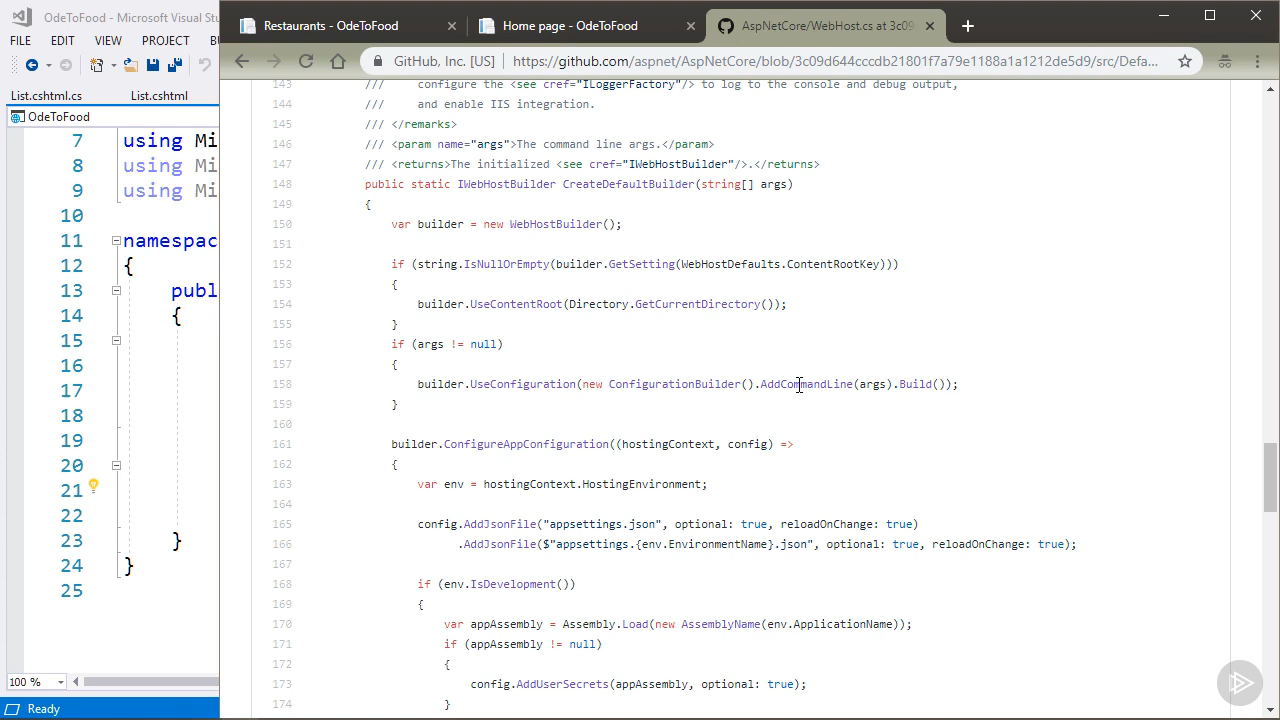 OdeToFood - Microsoft Visual Stu
FILE EDIT VIEW PROJECT BU
List.cshtml.cs List.cshtml
OdeToFood
7 using Mi
8 using Mi
9 using Mi
10
11 namespac
12 {
13 publ
14 {
15
16
17
18
19
20
21
22
23 }
24 }
25
100 %
Ready
Restaurants - OdeToFood Home page - OdeToFood AspNetCore/WebHost.cs at 3c09
GitHub, Inc. [US] https://github.com/aspnet/AspNetCore/blob/3c09d644ccdb21801f7a79e1188a1a1212de5d9/src/Defa...
143 /// configure the <see cref="ILoggerFactory"/> to log to the console and debug output,
144 /// and enable IIS integration.
145 /// </remarks>
146 /// <param name="args">The command line args.</param>
147 /// <returns>The initialized <see cref="IWebHostBuilder"/>.</returns>
148 public static IWebHostBuilder CreateDefaultBuilder(string[] args)
149 {
150 var builder = new WebHostBuilder();
151
152 if (string.IsNullOrEmpty(builder.GetSetting(WebHostDefaults.ContentRootKey)))
153 {
154 builder.UseContentRoot(Directory.GetCurrentDirectory());
155 }
156 if (args != null)
157 {
158 builder.UseConfiguration(new ConfigurationBuilder().AddCommandLine(args).Build());
159 }
160
161 builder.ConfigureAppConfiguration((hostingContext, config) =>
162 {
163 var env = hostingContext.HostingEnvironment;
164
165 config.AddJsonFile("appsettings.json", optional: true, reloadOnChange: true)
166 .AddJsonFile($"appsettings.{env.EnvironmentName}.json", optional: true, reloadOnChange: true);
167
168 if (env.IsDevelopment())
169 {
170 var appAssembly = Assembly.Load(new AssemblyName(env.ApplicationName));
171 if (appAssembly != null)
172 {
173 config.AddUserSecrets(appAssembly, optional: true);
174 }